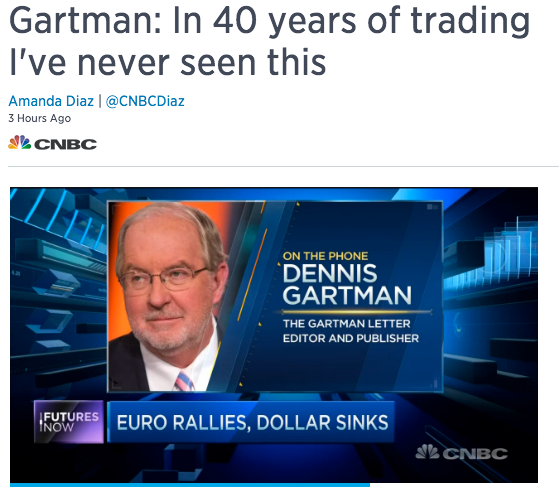 Gartman: In 40 years of trading
I've never seen this
Amanda Diaz | @CNBCDiaz
3 Hours Ago
CNBC
ON THE PHONE
DENNIS
GARTMAN
THE GARTMAN LETTER
EDITOR AND PUBLISHER
FUTURES
NOW
EURO RALLIES, DOLLAR SINKS
CNBC